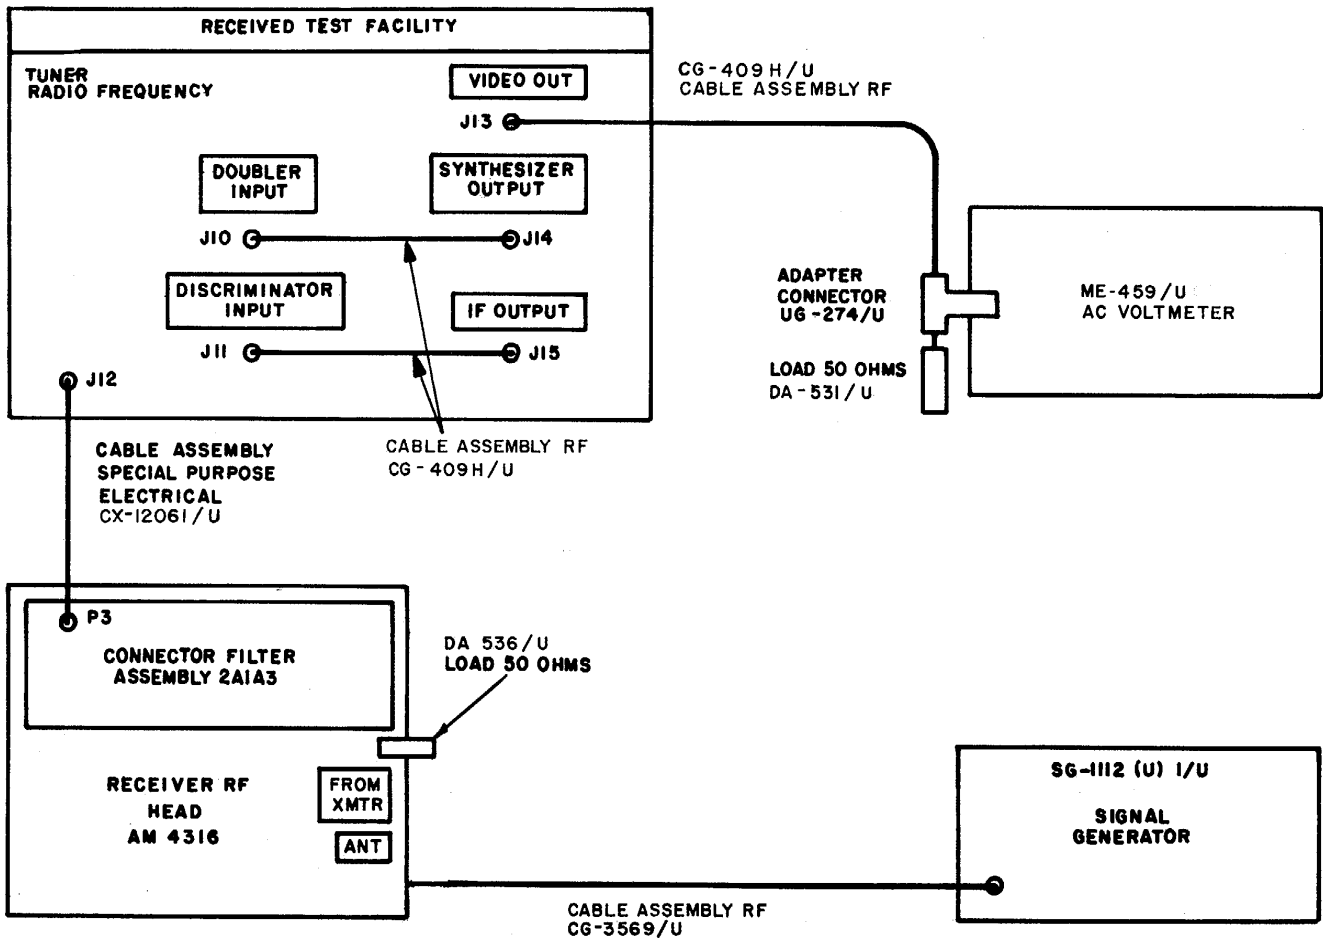 RECEIVED TEST FACILITY
TUNER
RADIO FREQUENCY
VIDEO OUT
J13
DOUBLER
INPUT
SYNTHESIZER
OUTPUT
J10
J14
DISCRIMINATOR
INPUT
IF OUTPUT
J11
J15
J12
CG-409H/U
CABLE ASSEMBLY RF
ADAPTER
CONNECTOR
UG-274/U
ME-459/U
AC VOLTMETER
LOAD 50 OHMS
DA-531/U
CABLE ASSEMBLY
SPECIAL PURPOSE
ELECTRICAL
CX-12061/U
CABLE ASSEMBLY RF
CG-409H/U
P3
CONNECTOR FILTER
ASSEMBLY 2A1A3
DA 536/U
LOAD 50 OHMS
RECEIVER RF
HEAD
AM 4316
FROM
XMTR
ANT
SG-1112 (U) 1/U
SIGNAL
GENERATOR
CABLE ASSEMBLY RF
CG-3569/U